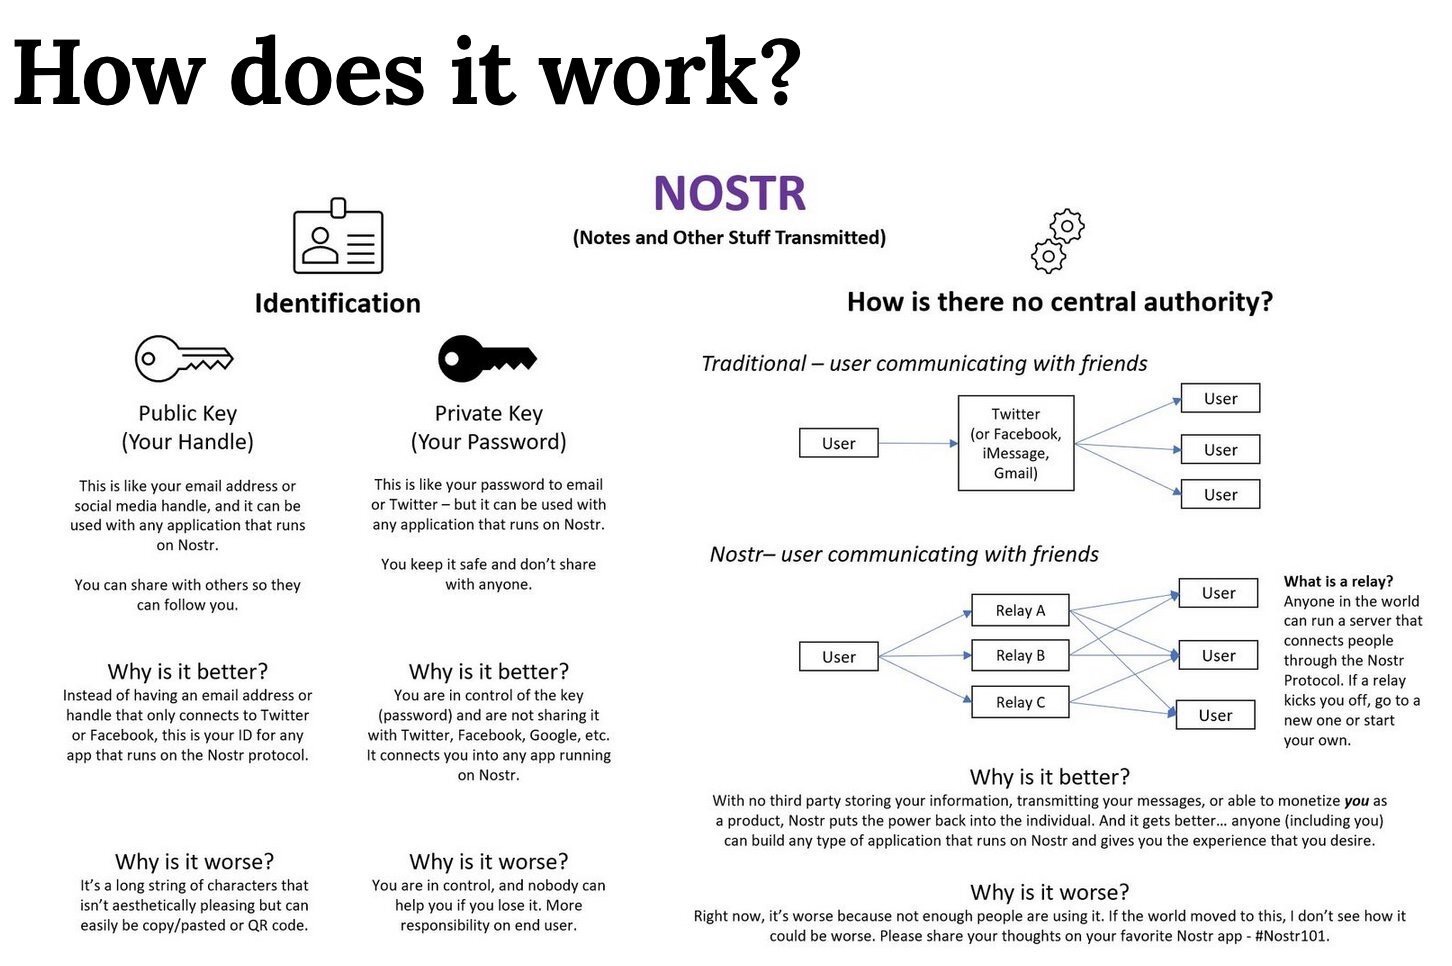 How does it work?
NOSTR
(Notes and Other Stuff Transmitted)
Identification
Public Key
(Your Handle)
This is like your email address or
social media handle, and it can be
used with any application that runs
on Nostr.
You can share with others so they
can follow you.
Why is it better?
Instead of having an email address or
handle that only connects to Twitter
or Facebook, this is your ID for any
app that runs on the Nostr protocol.
Why is it worse?
It's a long string of characters that
isn't aesthetically pleasing but can
easily be copy/pasted or QR code.
Private Key
(Your Password)
This is like your password to email
or Twitter – but it can be used with
any application that runs on Nostr.
You keep it safe and don't share
with anyone.
Why is it better?
You are in control of the key
(password) and are not sharing it
with Twitter, Facebook, Google, etc.
It connects you into any app running
on Nostr.
Why is it worse?
You are in control, and nobody can
help you if you lose it. More
responsibility on end user.
How is there no central authority?
Traditional – user communicating with friends
User
Twitter
(or Facebook,
iMessage,
Gmail)
User
User
User
Nostr– user communicating with friends
User
Relay A
Relay B
Relay C
User
User
User
What is a relay?
Anyone in the world
can run a server that
connects people
through the Nostr
Protocol. If a relay
kicks you off, go to a
new one or start
your own.
Why is it better?
With no third party storing your information, transmitting your messages, or able to monetize you as
a product, Nostr puts the power back into the individual. And it gets better… anyone (including you)
can build any type of application that runs on Nostr and gives you the experience that you desire.
Why is it worse?
Right now, it's worse because not enough people are using it. If the world moved to this, I don't see how it
could be worse. Please share your thoughts on your favorite Nostr app - #Nostr101.